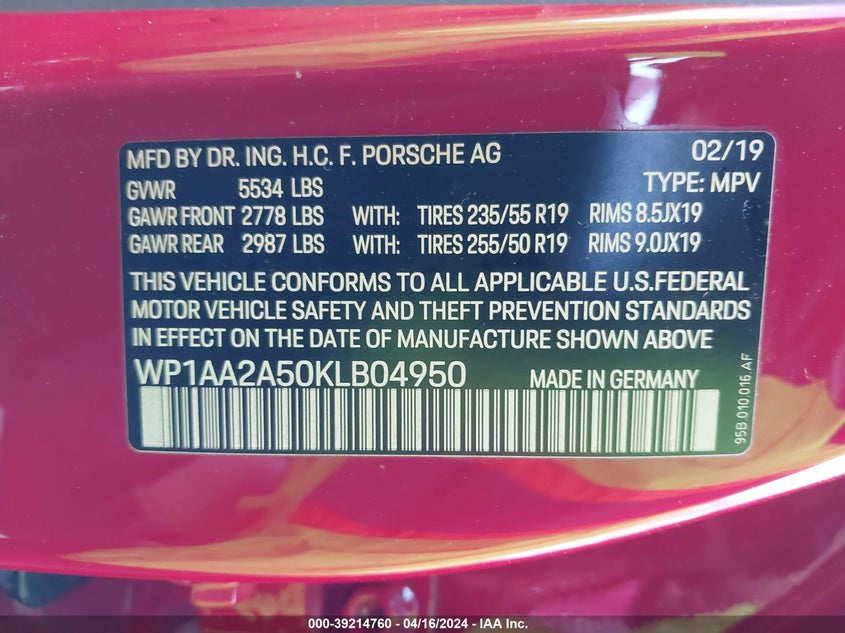 MFD BY DR. ING. H.C. F. PORSCHE AG 02/19
GVWR 5534 LBS TYPE: MPV
GAWR FRONT 2778 LBS WITH: TIRES 235/55 R19 RIMS 8.5JX19
GAWR REAR 2987 LBS WITH: TIRES 255/50 R19 RIMS 9.0JX19
THIS VEHICLE CONFORMS TO ALL APPLICABLE U.S.FEDERAL
MOTOR VEHICLE SAFETY AND THEFT PREVENTION STANDARDS
IN EFFECT ON THE DATE OF MANUFACTURE SHOWN ABOVE
WP1AA2A50KLB04950 MADE IN GERMANY
95B.010.016.AF
000-39214760 - 04/16/2024 - IAA Inc.